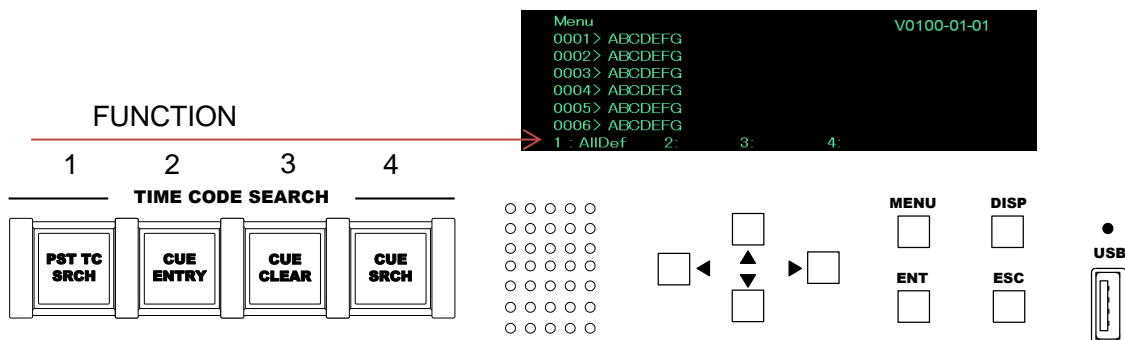 Menu V0100-01-01
0001> ABCDEFG
0002> ABCDEFG
0003> ABCDEFG
0004> ABCDEFG
0005> ABCDEFG
0006> ABCDEFG
1 : AllDef 2: 3: 4:
FUNCTION
1 2 3 4
TIME CODE SEARCH
PST TC
SRCH
CUE
ENTRY
CUE
CLEAR
CUE
SRCH
MENU DISP
ENT ESC
USB